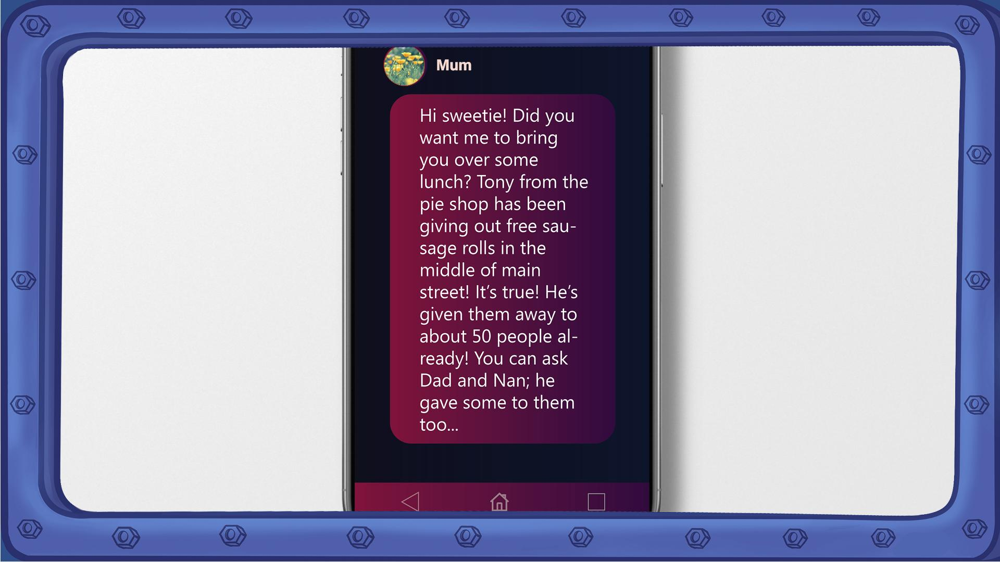 Mum
Hi sweetie! Did you
want me to bring
you over some
lunch? Tony from the
pie shop has been
giving out free sau-
sage rolls in the
middle of main
street! It’s true! He’s
given them away to
about 50 people al-
ready! You can ask
Dad and Nan; he
gave some to them
too...